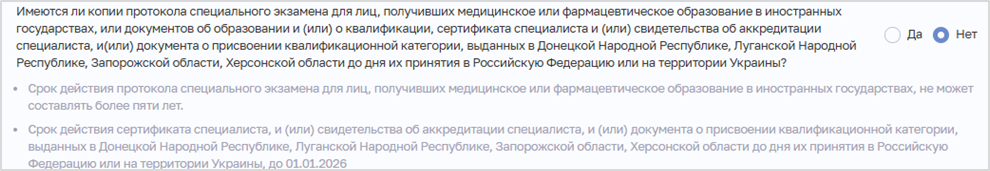 Имеются ли копии протокола специального экзамена для лиц, получивших медицинское или фармацевтическое образование в иностранных
государствах, или документов об образовании и (или) о квалификации, сертификата специалиста и (или) свидетельства об аккредитации
специалиста, и(или) документа о присвоении квалификационной категории, выданных в Донецкой Народной Республике, Луганской Народной
Республике, Запорожской области, Херсонской области до дня их принятия в Российскую Федерацию или на территории Украины?
Да Нет
• Срок действия протокола специального экзамена для лиц, получивших медицинское или фармацевтическое образование в иностранных государствах, не может
составлять более пяти лет.
• Срок действия сертификата специалиста, и (или) свидетельства об аккредитации специалиста, и (или) документа о присвоении квалификационной категории,
выданных в Донецкой Народной Республике, Луганской Народной Республике, Запорожской области, Херсонской области до дня их принятия в Российскую
Федерацию или на территории Украины, до 01.01.2026